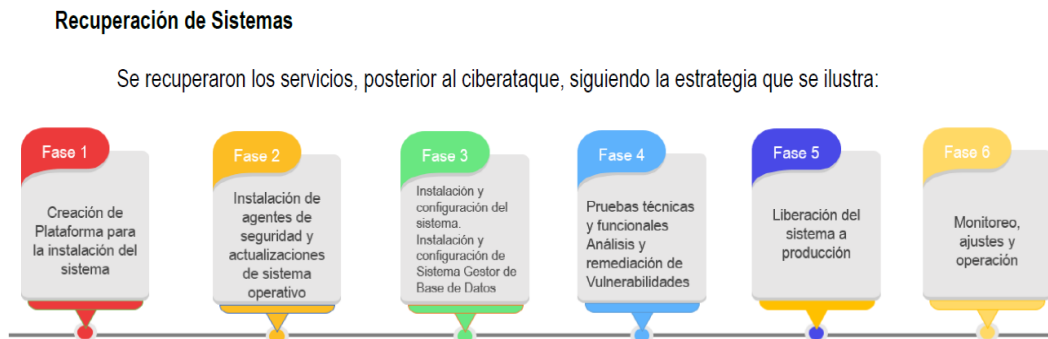 Recuperación de Sistemas
Se recuperaron los servicios, posterior al ciberataque, siguiendo la estrategia que se ilustra:
Fase 1
Creación de
Plataforma para
la instalación del
sistema
Fase 2
Instalación de
agentes de
seguridad y
actualizaciones
de sistema
operativo
Fase 3
Instalación y
configuración del
sistema.
Instalación y
configuración de
Sistema Gestor de
Base de Datos
Fase 4
Pruebas técnicas
y funcionales
Análisis y
remediación de
Vulnerabilidades
Fase 5
Liberación del
sistema a
producción
Fase 6
Monitoreo,
ajustes y
operación